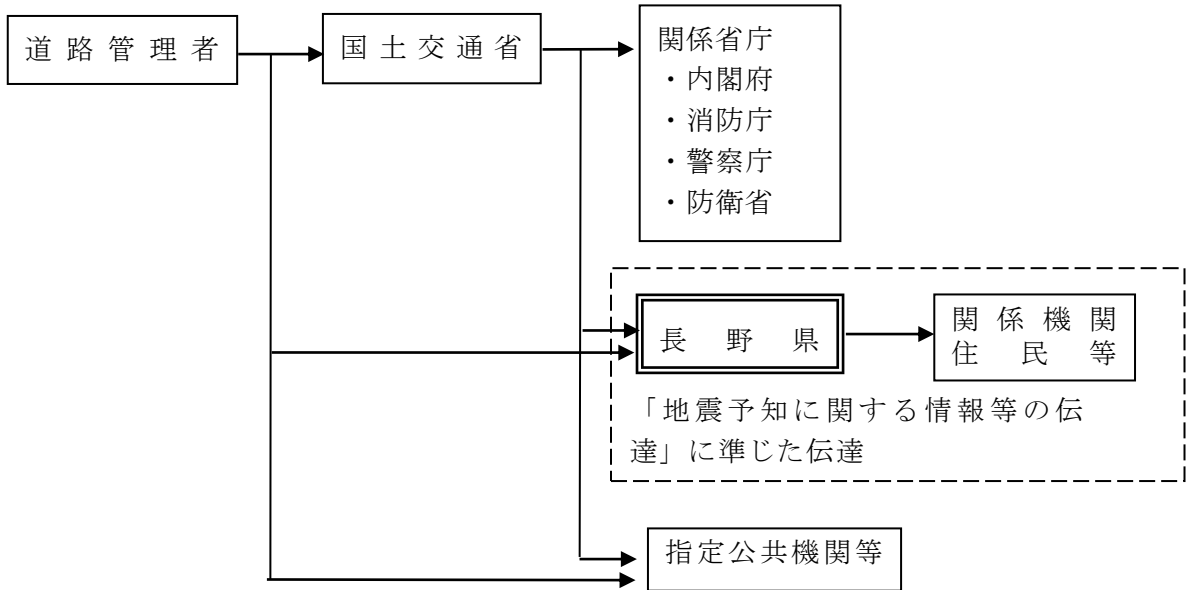 道路管理者
国土交通省
関係省庁
・内閣府
・消防庁
・警察庁
・防衛省
長野県
関係機関
住民等
「地震予知に関する情報等の伝
達」に準じた伝達
指定公共機関等